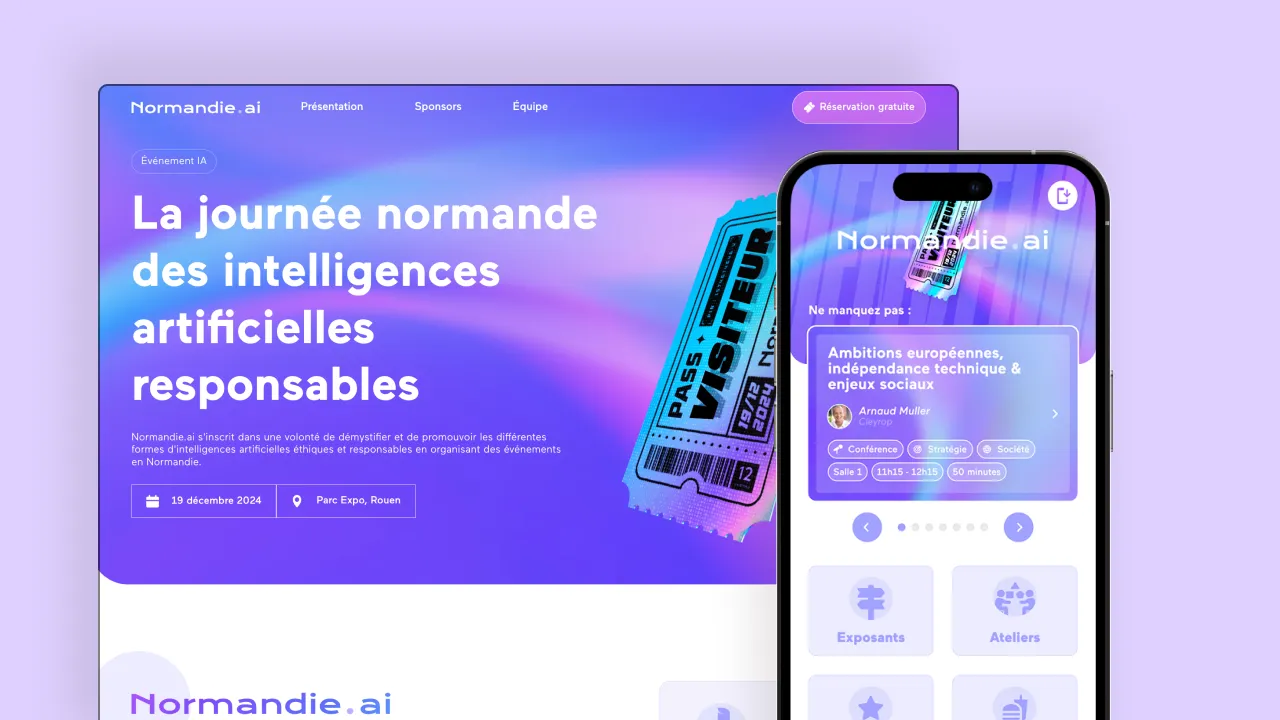 Normandie.ai
Présentation
Sponsors
Équipe
Réservation gratuite
Événement IA
La journée normande
des intelligences
artificielles
responsables
Normandie.ai s'inscrit dans une volonté de démystifier et de promouvoir les différentes
formes d'intelligences artificielles éthiques et responsables en organisant des événements
en Normandie.
19 décembre 2024
Parc Expo, Rouen
PASS
VISITEUR
19/12
2024
12
Normandie.ai
Normandie.ai
Ne manquez pas :
Ambitions européennes,
indépendance technique &
enjeux sociaux
Arnaud Muller
Cleyrop
Conférence
Stratégie
Société
Salle 1
11h15 - 12h15
50 minutes
Exposants
Ateliers